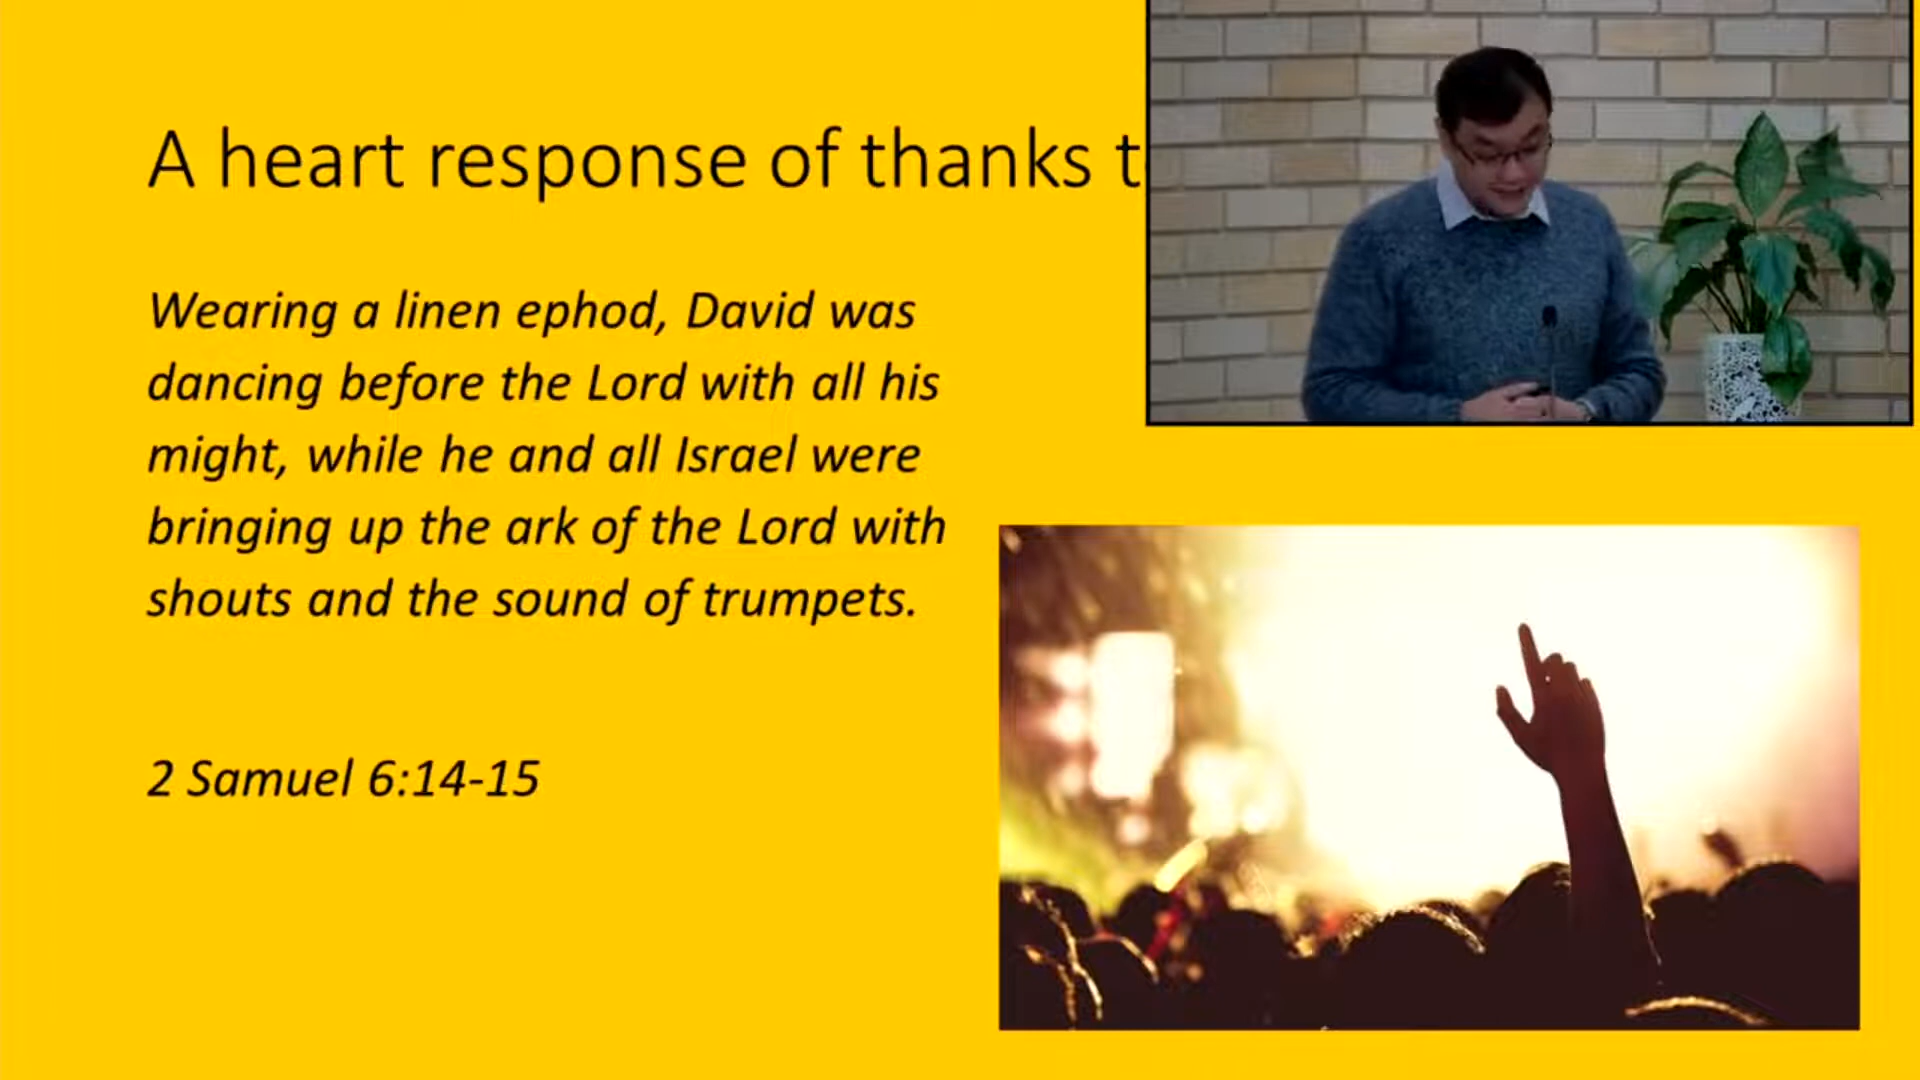 A heart response of thanks
Wearing a linen ephod, David was
dancing before the Lord with all his
might, while he and all Israel were
bringing up the ark of the Lord with
shouts and the sound of trumpets.
2 Samuel 6:14-15